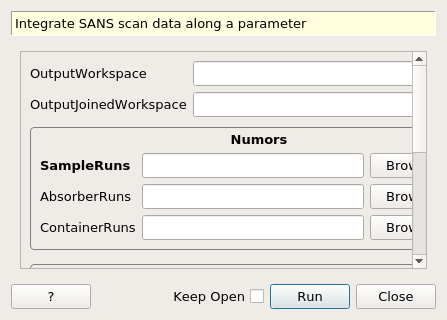 Integrate SANS scan data along a parameter
OutputWorkspace
OutputJoinedWorkspace
Numors
SampleRuns Brow
AbsorberRuns Brow
ContainerRuns Brow
? Keep Open Run Close